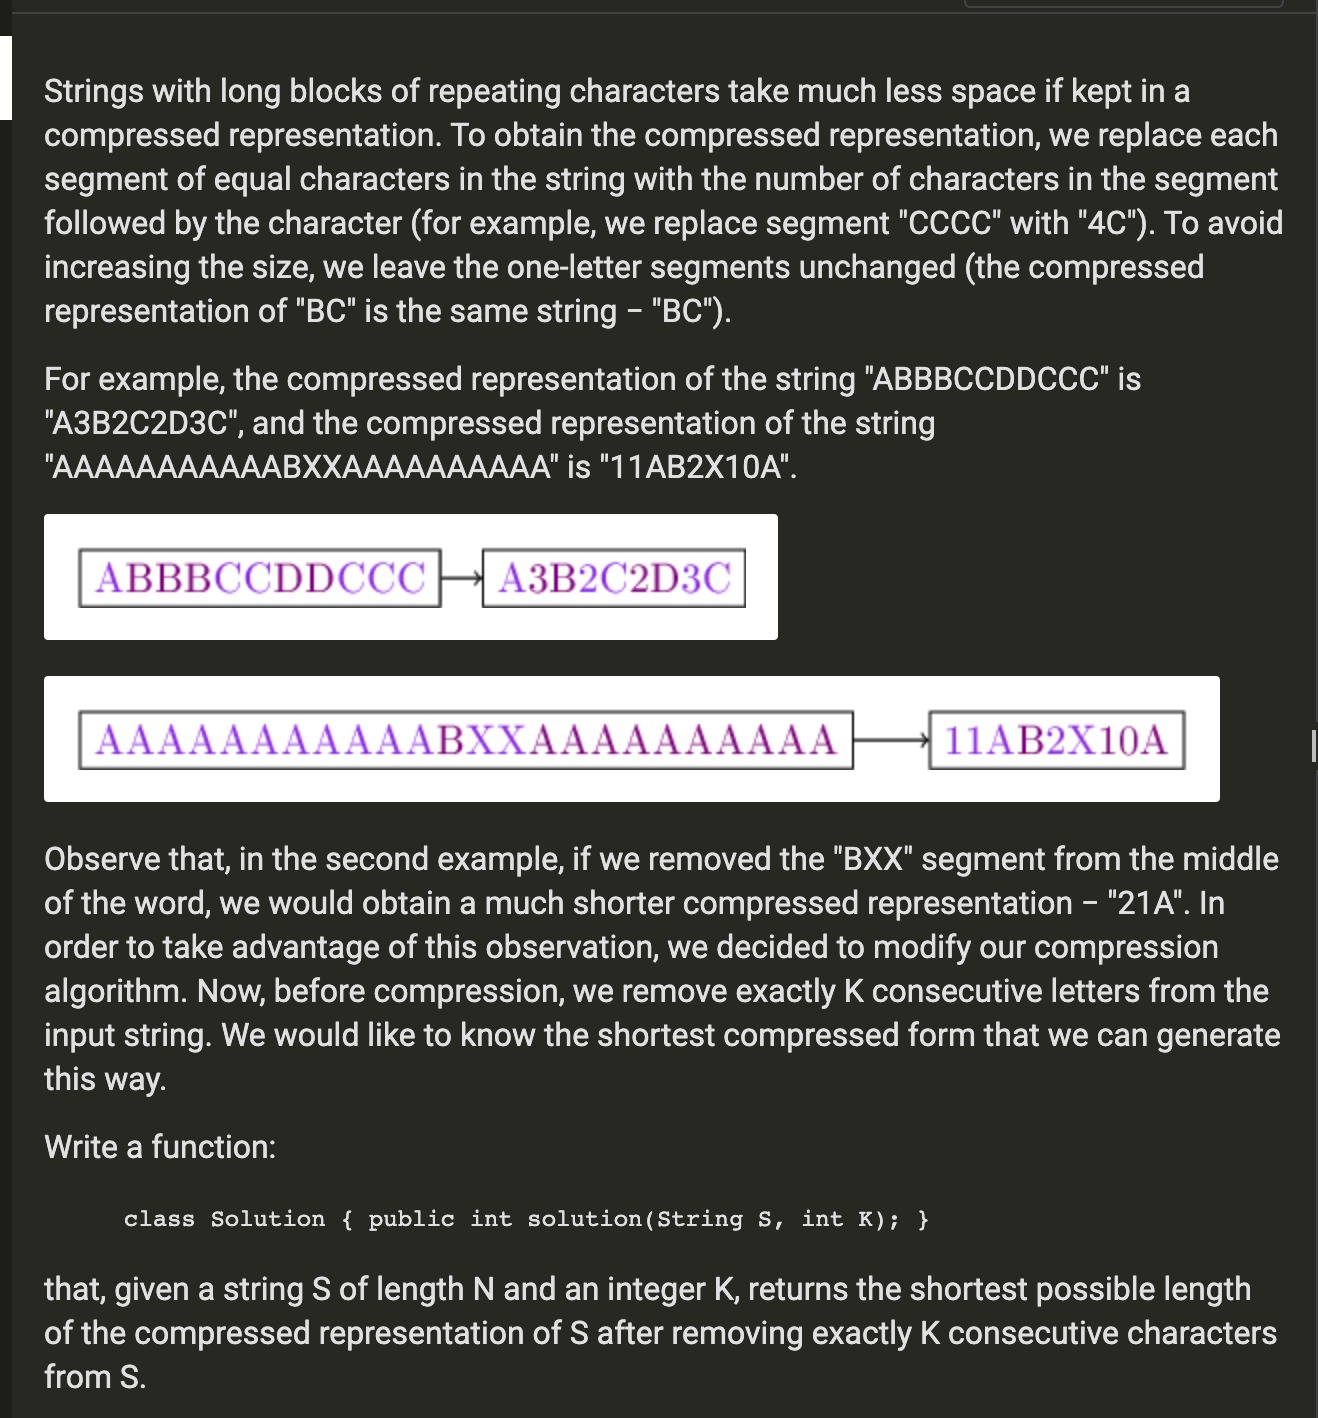 Strings with long blocks of repeating characters take much less space if kept in a
compressed representation. To obtain the compressed representation, we replace each
segment of equal characters in the string with the number of characters in the segment
followed by the character (for example, we replace segment "CCCC" with "4C"). To avoid
increasing the size, we leave the one-letter segments unchanged (the compressed
representation of "BC" is the same string – "BC").
For example, the compressed representation of the string "ABBBCCDDCCC" is
"A3B2C2D3C", and the compressed representation of the string
"AAAAAAAAAAABXXAAAAAAAAAA" is "11AB2X10A".
ABBBCCDDCCC → A3B2C2D3C
AAAAAAAAAAABXXAAAAAAAAAA → 11AB2X10A
Observe that, in the second example, if we removed the "BXX" segment from the middle
of the word, we would obtain a much shorter compressed representation – "21A". In
order to take advantage of this observation, we decided to modify our compression
algorithm. Now, before compression, we remove exactly K consecutive letters from the
input string. We would like to know the shortest compressed form that we can generate
this way.
Write a function:
class Solution { public int solution(String S, int K); }
that, given a string S of length N and an integer K, returns the shortest possible length
of the compressed representation of S after removing exactly K consecutive characters
from S.